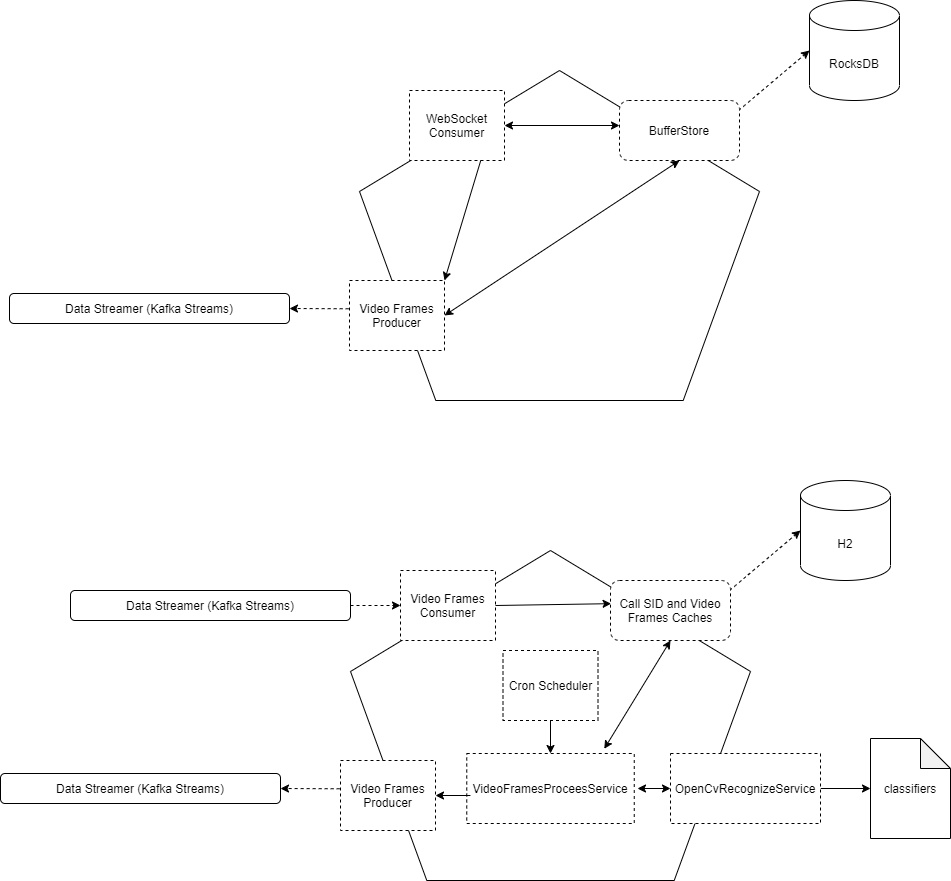 RocksDB
WebSocket
Consumer
BufferStore
Data Streamer (Kafka Streams)
Video Frames
Producer
H2
Data Streamer (Kafka Streams)
Video Frames
Consumer
Call SID and Video
Frames Caches
Cron Scheduler
Data Streamer (Kafka Streams)
Video Frames
Producer
VideoFramesProceesService
OpenCvRecognizeService
classifiers